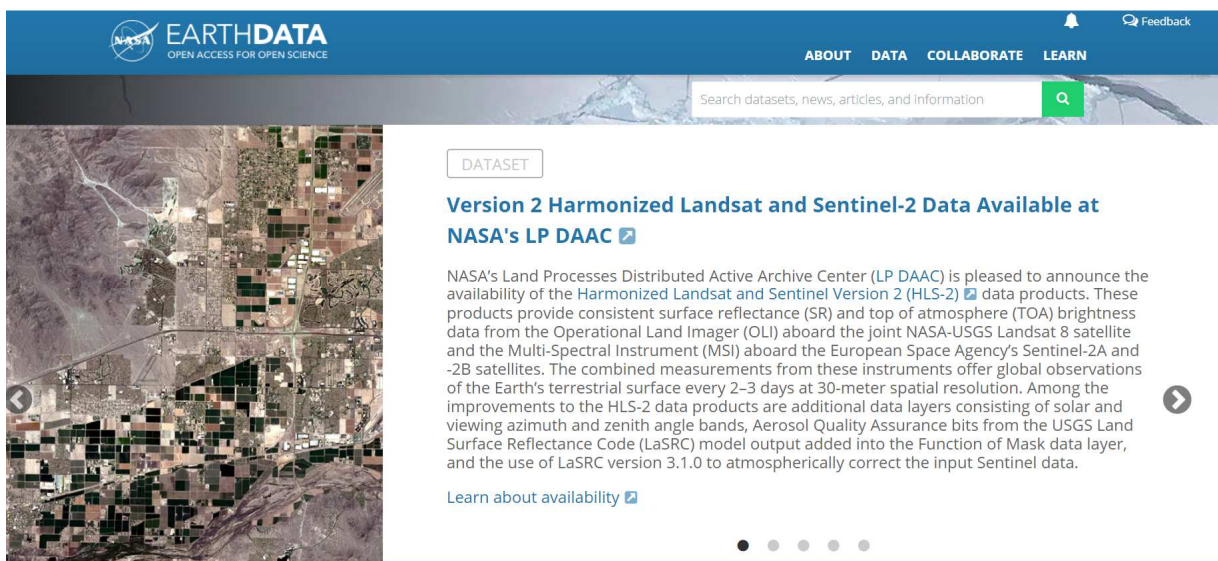 Feedback
NASA
EARTHDATA
OPEN ACCESS FOR OPEN SCIENCE
ABOUT DATA COLLABORATE LEARN
Search datasets, news, articles, and information
DATASET
Version 2 Harmonized Landsat and Sentinel-2 Data Available at
NASA's LP DAAC
NASA’s Land Processes Distributed Active Archive Center (LP DAAC) is pleased to announce the
availability of the Harmonized Landsat and Sentinel Version 2 (HLS-2) data products. These
products provide consistent surface reflectance (SR) and top of atmosphere (TOA) brightness
data from the Operational Land Imager (OLI) aboard the joint NASA-USGS Landsat 8 satellite
and the Multi-Spectral Instrument (MSI) aboard the European Space Agency’s Sentinel-2A and
-2B satellites. The combined measurements from these instruments offer global observations
of the Earth’s terrestrial surface every 2–3 days at 30-meter spatial resolution. Among the
improvements to the HLS-2 data products are additional data layers consisting of solar and
viewing azimuth and zenith angle bands, Aerosol Quality Assurance bits from the USGS Land
Surface Reflectance Code (LaSRC) model output added into the Function of Mask data layer,
and the use of LaSRC version 3.1.0 to atmospherically correct the input Sentinel data.
Learn about availability